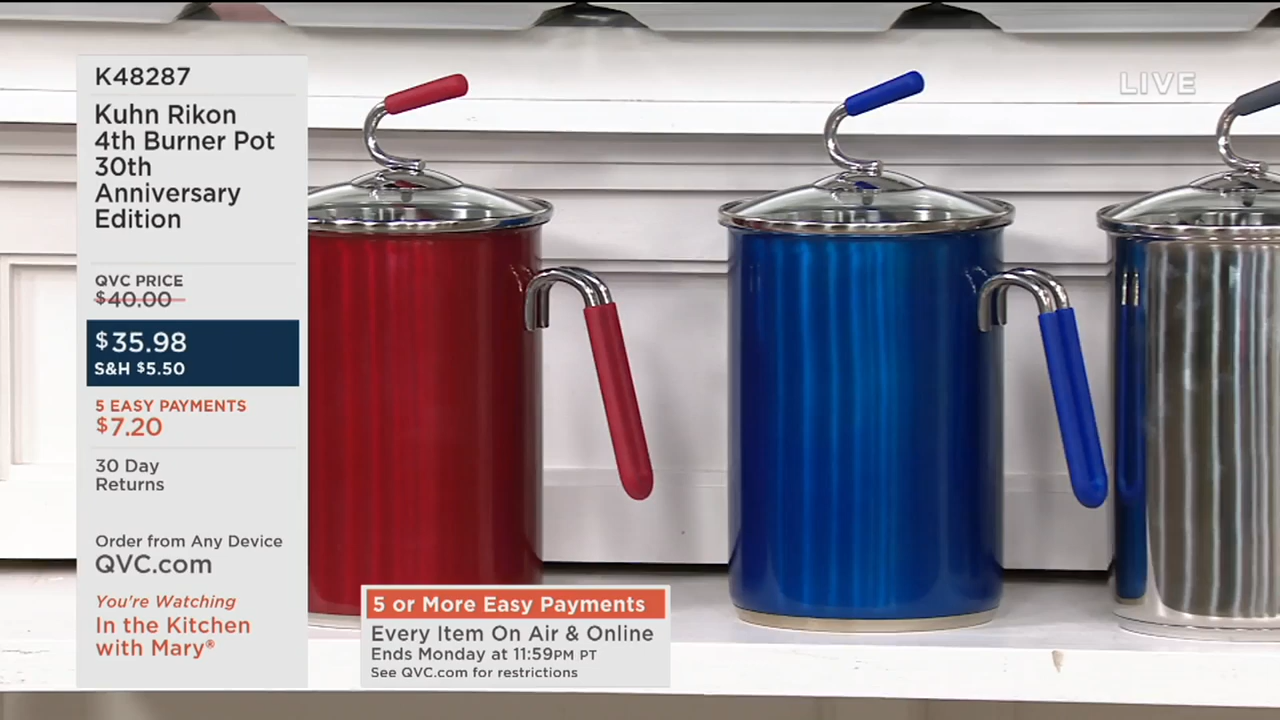 K48287
Kuhn Rikon
4th Burner Pot
30th
Anniversary
Edition
QVC PRICE
$40.00
$35.98
S&H $5.50
5 EASY PAYMENTS
$7.20
30 Day
Returns
Order from Any Device
QVC.com
You're Watching
In the Kitchen
with Mary®
LIVE
5 or More Easy Payments
Every Item On Air & Online
Ends Monday at 11:59PM PT
See QVC.com for restrictions